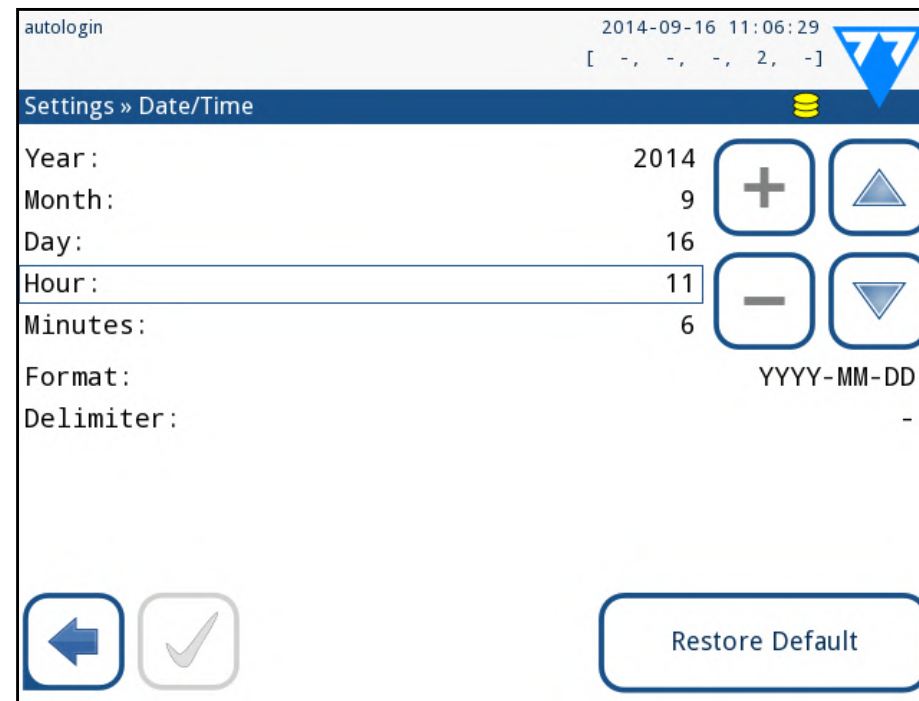 autologin 2014-09-16 11:06:29
[ -, -, -, 2, -]
Settings » Date/Time
Year: 2014
Month: 9
Day: 16
Hour: 11
Minutes: 6
Format: YYYY-MM-DD
Delimiter: -
Restore Default